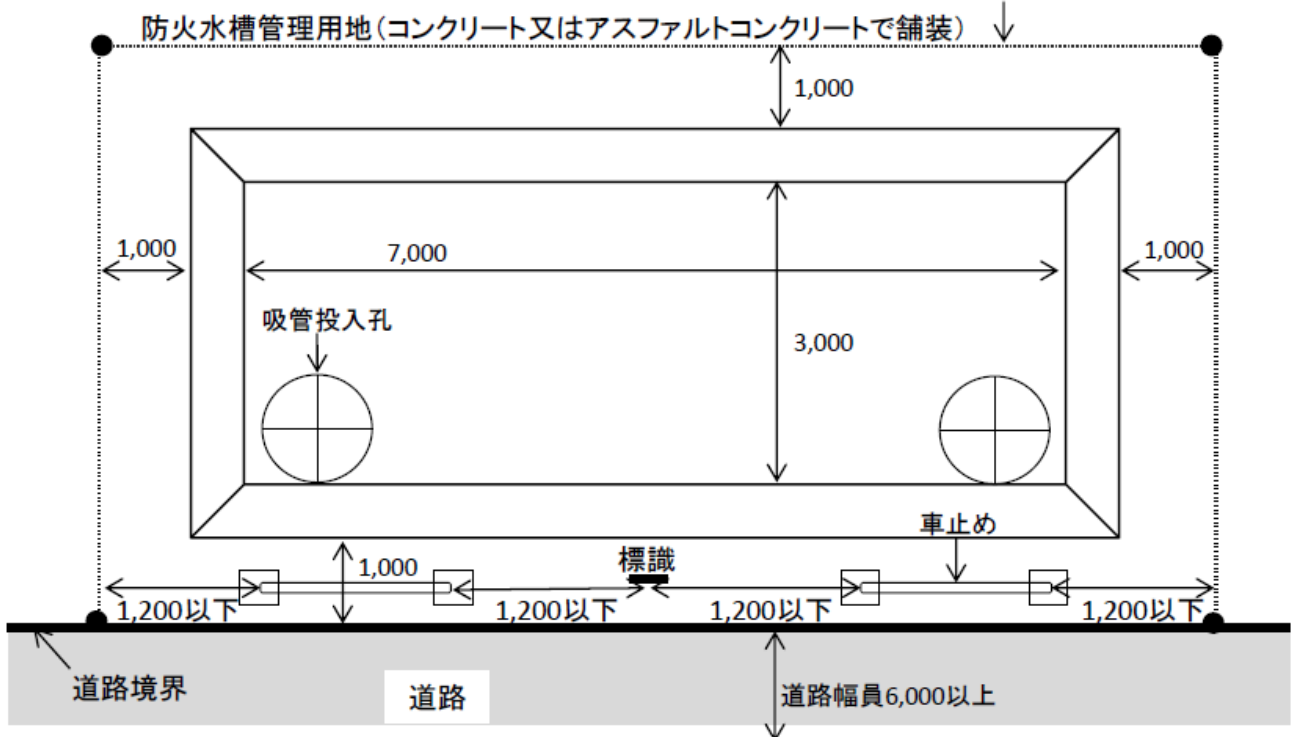 防火水槽管理用地(コンクリート又はアスファルトコンクリートで舗装)
1,000
1,000
7,000
1,000
吸管投入孔
3,000
車止め
標識
1,000
1,200以下
1,200以下
1,200以下
1,200以下
道路境界
道路
道路幅員6,000以上